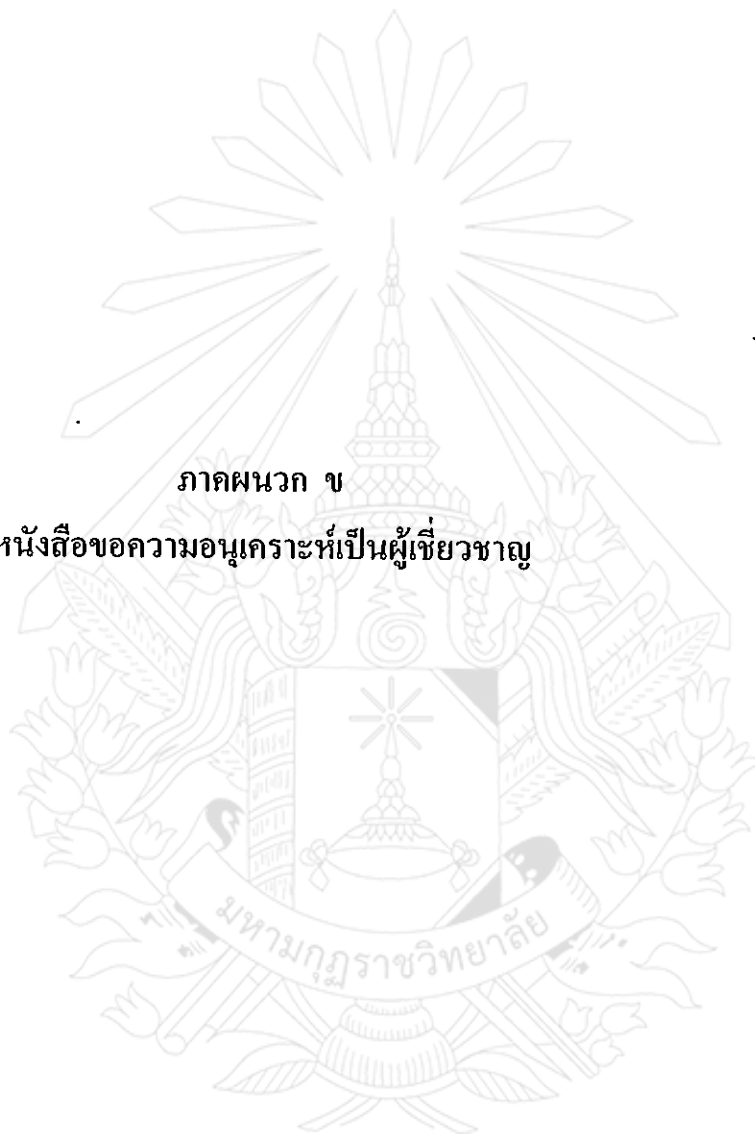 ภาคผนวก ข
หนังสือขอความอนุเคราะห์เป็นผู้เชี่ยวชาญ
มหามกุฏราชวิทยาลัย